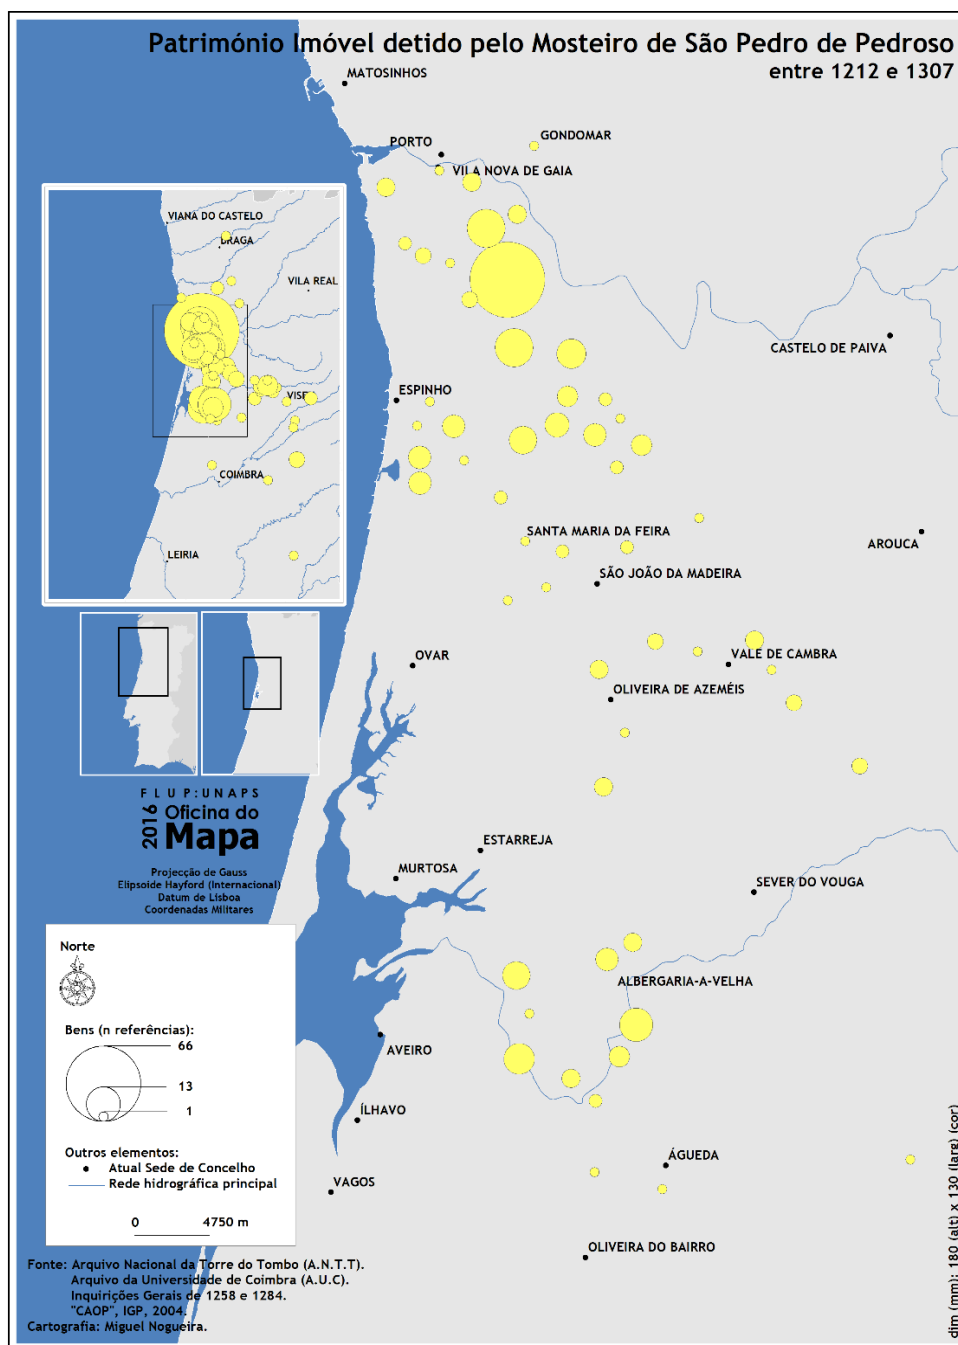 Património Imóvel detido pelo Mosteiro de São Pedro de Pedroso
entre 1212 e 1307
MATOSINHOS
GONDOMAR
PORTO
VILA NOVA DE GAIA
VIANA DO CASTELO
BRAGA
VILA REAL
CASTELO DE PAIVA
ESPINHO
VISEU
COIMBRA
SANTA MARIA DA FEIRA
AROUCA
LEIRIA
SÃO JOÃO DA MADEIRA
OVAR
VALE DE CAMBRA
OLIVEIRA DE AZEMÉIS
FLUP:UNAPS
2016 Oficina do
Mapa
ESTARREJA
Projecção de Gauss
Elipsoide Hayford (Internacional)
Datum de Lisboa
Coordenadas Militares
MURTOSA
SEVER DO VOUGA
Norte
ALBERGARIA-A-VELHA
Bens (n referências):
66
13
1
AVEIRO
ÍLHAVO
Outros elementos:
Atual Sede de Concelho
Rede hidrográfica principal
ÁGUEDA
VAGOS
0 4750 m
OLIVEIRA DO BAIRRO
Fonte: Arquivo Nacional da Torre do Tombo (A.N.T.T).
Arquivo da Universidade de Coimbra (A.U.C).
Inquirições Gerais de 1258 e 1284.
"CAOP", IGP, 2004.
Cartografia: Miguel Nogueira.
dim (mm): 180 (alt) x 130 (larg) (cor)